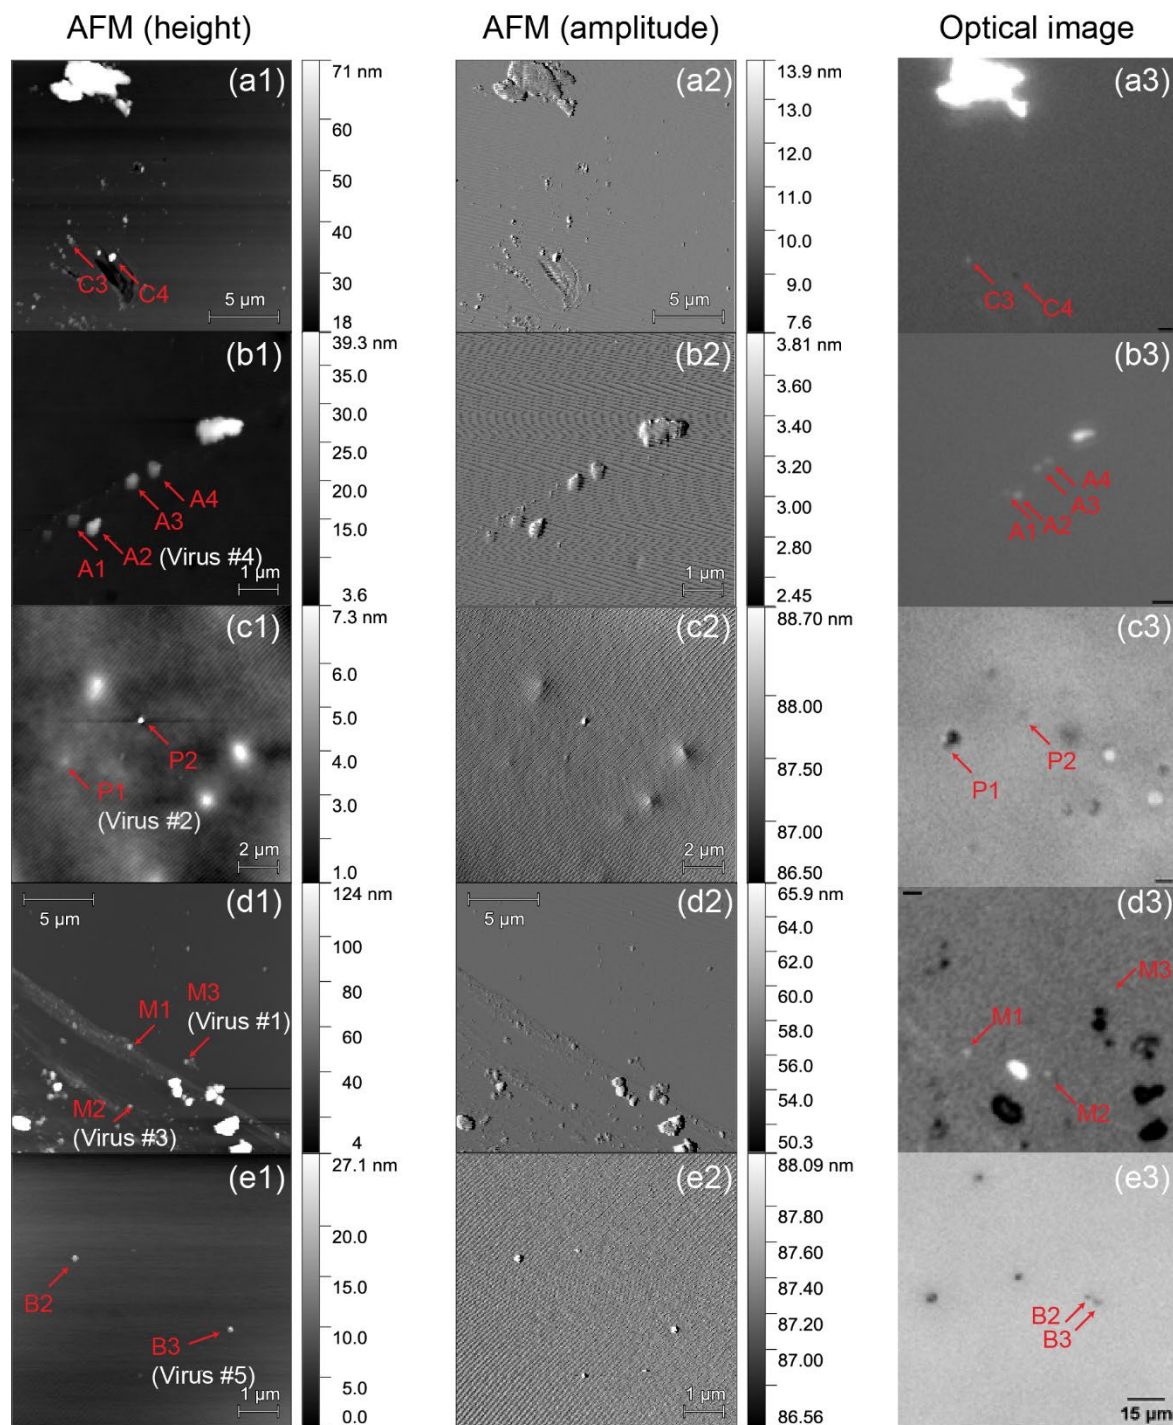 AFM (height)
AFM (amplitude)
Optical image
(a1)
71 nm
60
50
40
30
18
C3
C4
5 µm
(a2)
13.9 nm
13.0
12.0
11.0
10.0
9.0
7.6
5 µm
(a3)
C3
C4
(b1)
39.3 nm
35.0
30.0
25.0
20.0
15.0
3.6
A4
A3
A1
A2
(Virus #4)
1 µm
(b2)
3.81 nm
3.60
3.40
3.20
3.00
2.80
2.45
1 µm
(b3)
A4
A3
A2
A1
(c1)
7.3 nm
6.0
5.0
4.0
3.0
1.0
P2
P1
(Virus #2)
2 µm
(c2)
88.70 nm
88.00
87.50
87.00
86.50
2 µm
(c3)
P2
P1
5 µm
(d1)
124 nm
100
80
60
40
4
M3
(Virus #1)
M1
M2
(Virus #3)
5 µm
(d2)
65.9 nm
64.0
62.0
60.0
58.0
56.0
54.0
50.3
(d3)
M3
M1
M2
(e1)
27.1 nm
20.0
15.0
10.0
5.0
0.0
B2
B3
(Virus #5)
1 µm
(e2)
88.09 nm
87.80
87.60
87.40
87.20
87.00
86.56
1 µm
(e3)
B2
B3
15 µm